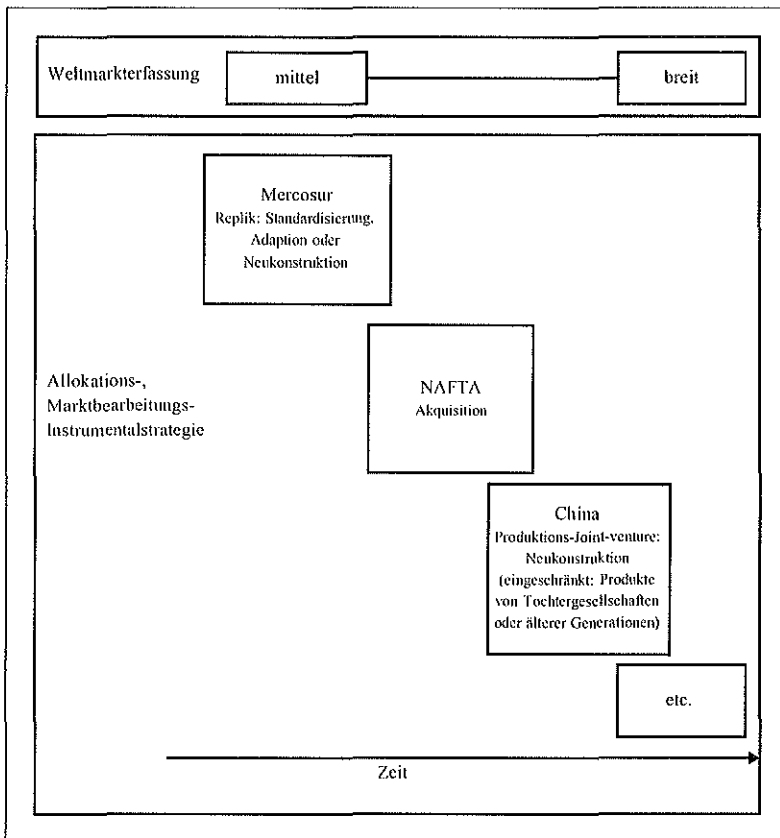 Weltmarkterfassung
mittel
breit
Mercosur
Replik: Standardisierung,
Adaption oder
Neukonstruktion
Allokations-,
Marktbearbeitungs-
Instrumentalstrategie
NAFTA
Akquisition
China
Produktions-Joint-venture:
Neukonstruktion
(eingeschränkt: Produkte
von Tochtergesellschaften
oder älterer Generationen)
etc.
Zeit